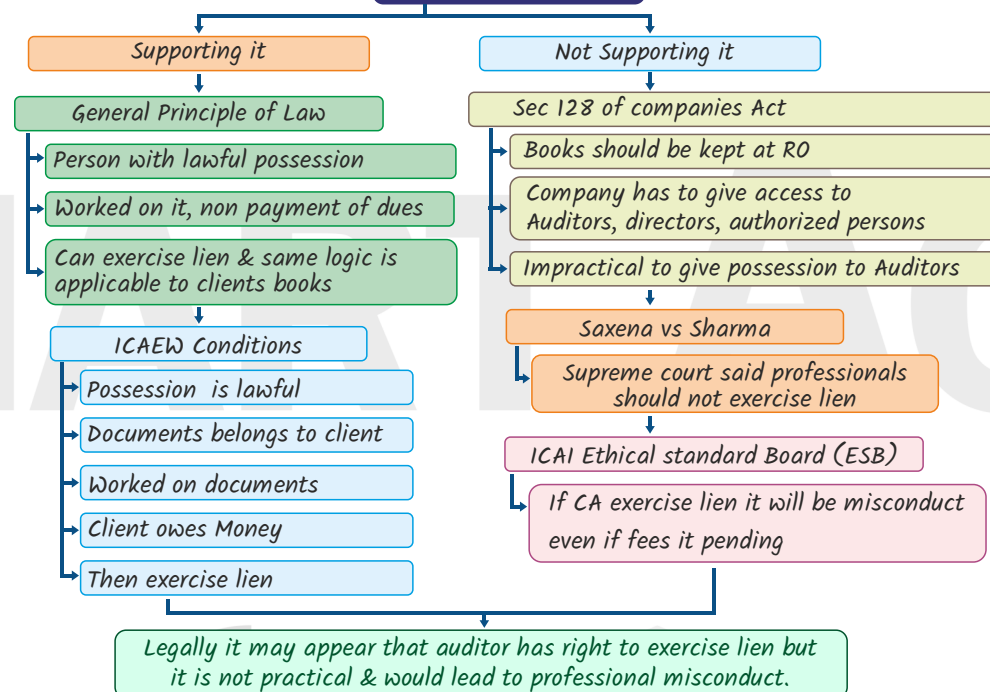 Supporting it
General Principle of Law
Person with lawful possession
Worked on it, non payment of dues
Can exercise lien & same logic is
applicable to clients books
ICAEW Conditions
Possession is lawful
Documents belongs to client
Worked on documents
Client owes Money
Then exercise lien
Not Supporting it
Sec 128 of companies Act
Books should be kept at RO
Company has to give access to
Auditors, directors, authorized persons
Impractical to give possession to Auditors
Saxena vs Sharma
Supreme court said professionals
should not exercise lien
ICAI Ethical standard Board (ESB)
If CA exercise lien it will be misconduct
even if fees it pending
Legally it may appear that auditor has right to exercise lien but
it is not practical & would lead to professional misconduct.